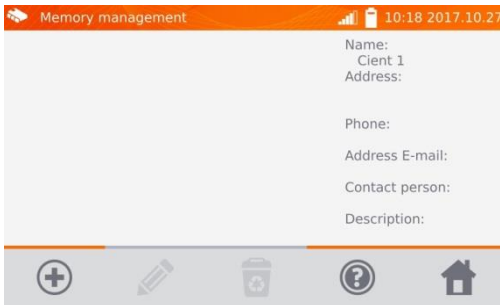 Memory management 10:18 2017.10.27
Name:
Cient 1
Address:
Phone:
Address E-mail:
Contact person:
Description: